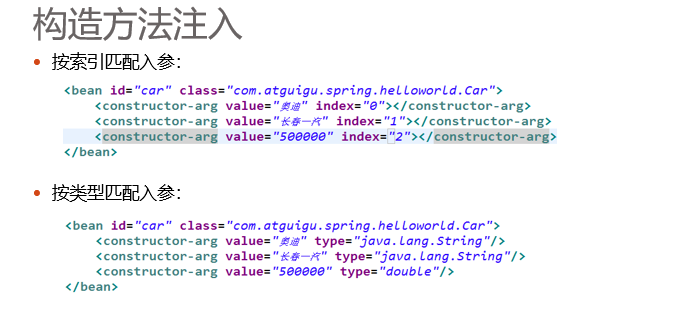 构造方法注入
• 按索引匹配入参:
<bean id="car" class="com.atguigu.spring.helloworld.Car">
<constructor-arg value="奥迪" index="0"></constructor-arg>
<constructor-arg value="长春一汽" index="1"></constructor-arg>
<constructor-arg value="500000" index="2"></constructor-arg>
</bean>
• 按类型匹配入参:
<bean id="car" class="com.atguigu.spring.helloworld.Car">
<constructor-arg value="奥迪" type="java.lang.String"/>
<constructor-arg value="长春一汽" type="java.lang.String"/>
<constructor-arg value="500000" type="double"/>
</bean>